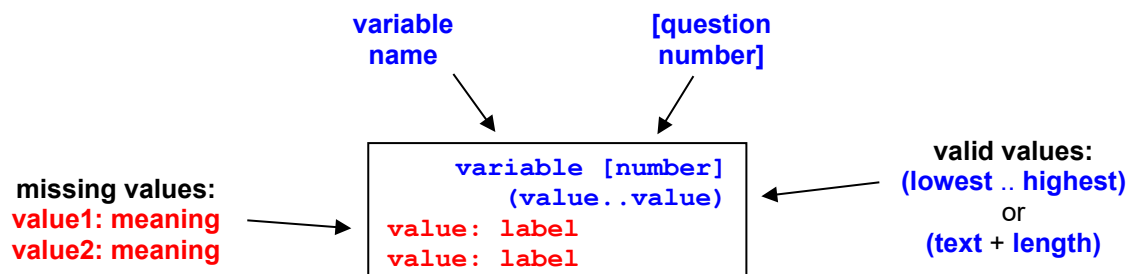 variable
name
[question
number]
variable [number]
(value..value)
value: label
value: label
missing values:
value1: meaning
value2: meaning
valid values:
(lowest .. highest)
or
(text + length)